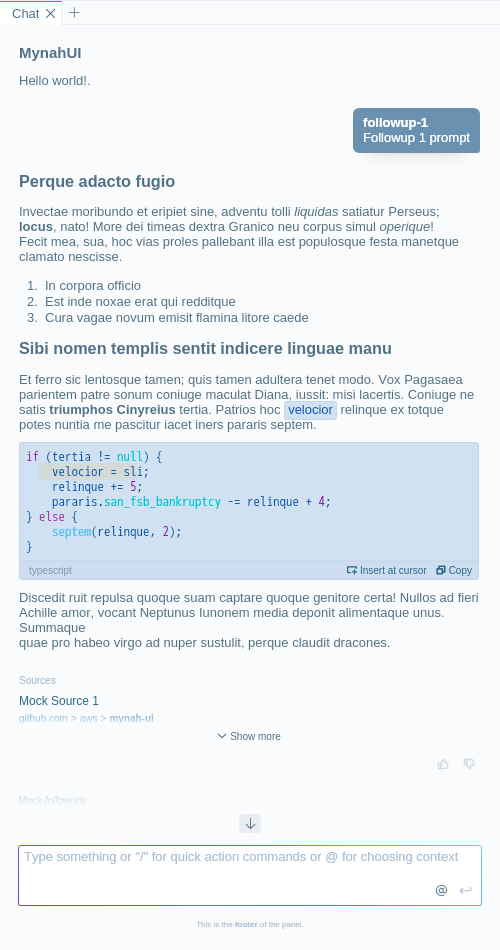 Chat
MynahUI
Hello world!.
followup-1
Followup 1 prompt
Perque adacto fugio
Invectae moribundo et eripiet sine, adventu tolli liquidas satiatur Perseus;
locus, nato! More dei timeas dextra Granico neu corpus simul operique!
Fecit mea, sua, hoc vias proles pallebant illa est populosque festa manetque
clamato nescisse.
1. In corpora officio
2. Est inde noxae erat qui redditque
3. Cura vagae novum emisit flamina litore caede
Sibi nomen templis sentit indicere linguae manu
Et ferro sic lentosque tamen; quis tamen adultera tenet modo. Vox Pagasaea
parientem patre sonum coniuge maculat Diana, iussit: misi lacertis. Coniuge ne
satis triumphos Cinyreius tertia. Patrios hoc velocior relinque ex totque
potes nuntia me pascitur iacet iners pararis septem.
if (tertia != null) {
velocior = sli;
relinque += 5;
pararis.san_fsb_bankruptcy -= relinque + 4;
} else {
septem(relinque, 2);
}
typescript Insert at cursor Copy
Discedit ruit repulsa quoque suam captare quoque genitore certa! Nullos ad fieri
Achille amor, vocant Neptunus Iunonem media deponit alimentaque unus.
Summaque
quae pro habeo virgo ad nuper sustulit, perque claudit dracones.
Sources
Mock Source 1
github.com > aws > mynah-ui
Show more
Mock followups
Type something or "/" for quick action commands or @ for choosing context
@
This is the footer of the panel.